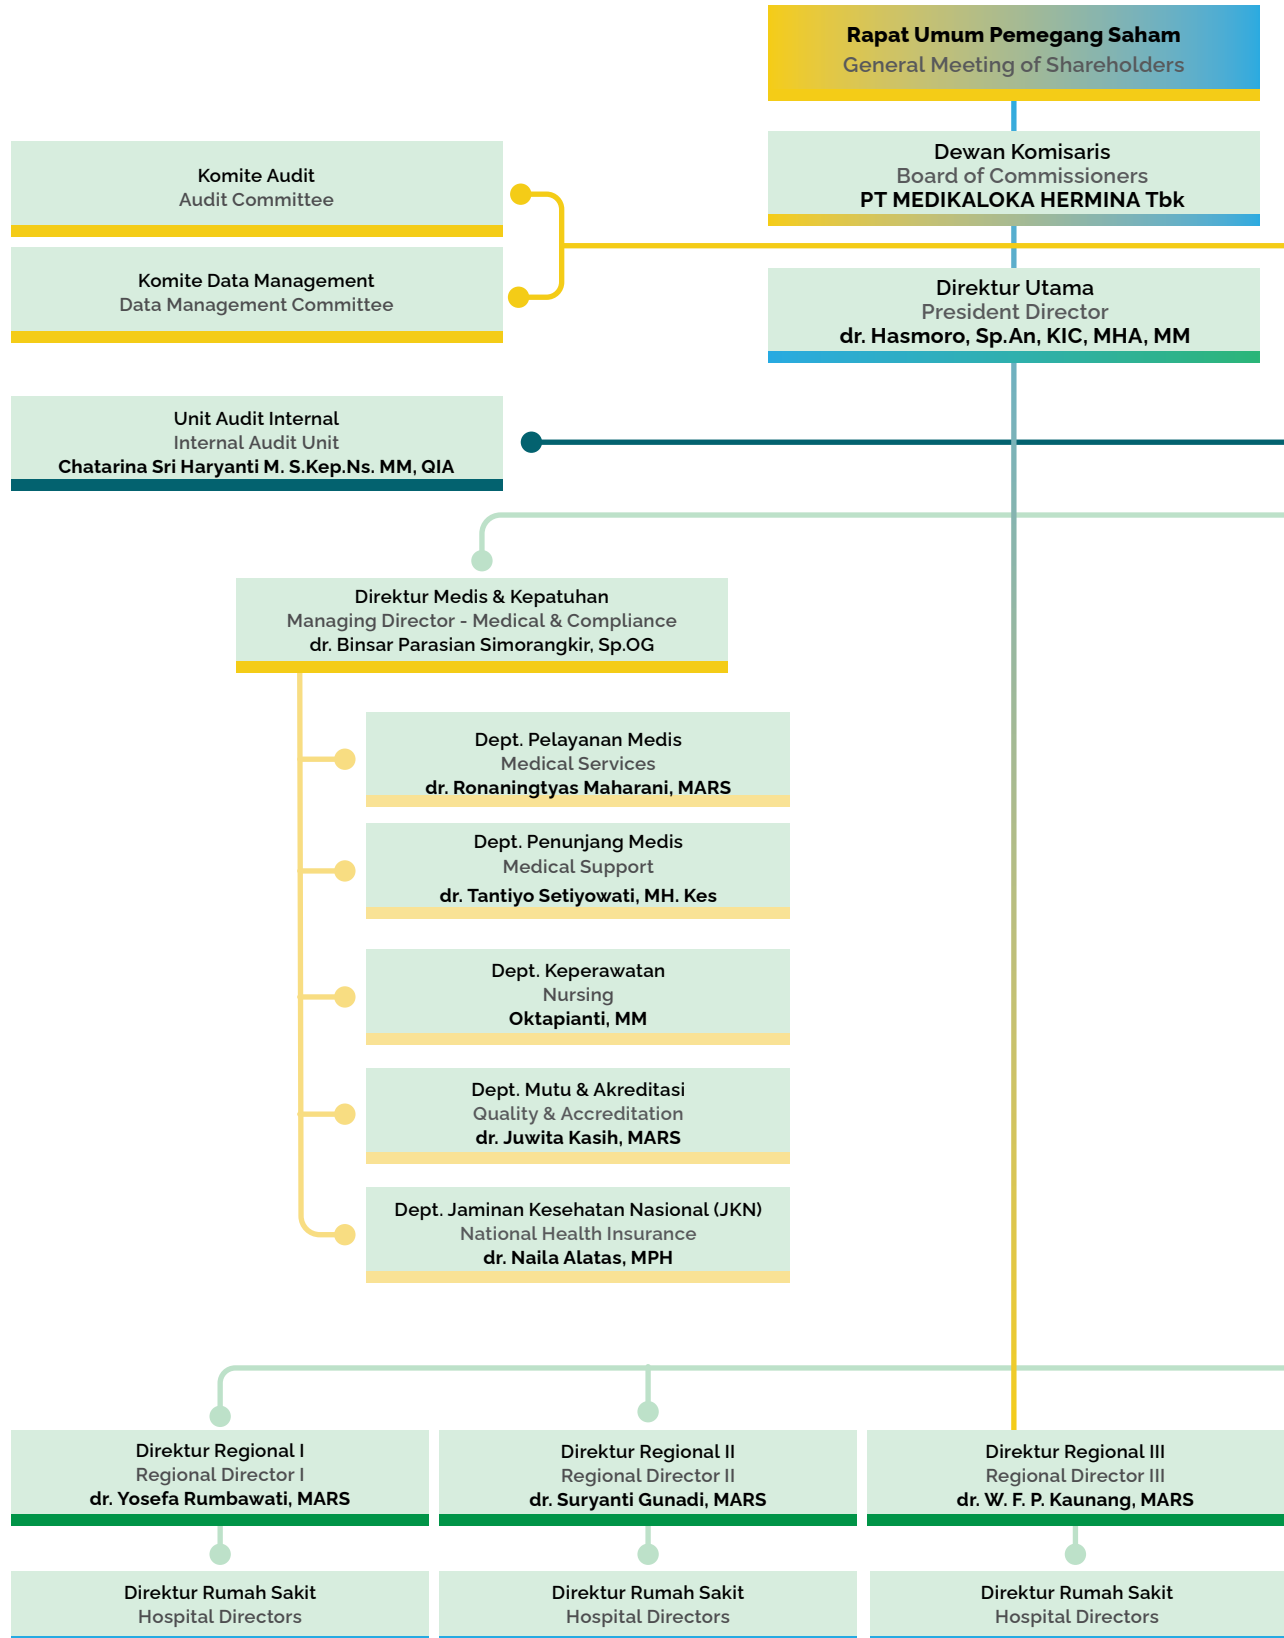 Rapat Umum Pemegang Saham
General Meeting of Shareholders
Dewan Komisaris
Board of Commissioners
PT MEDIKALOKA HERMINA Tbk
Komite Audit
Audit Committee
Komite Data Management
Data Management Committee
Direktur Utama
President Director
dr. Hasmoro, Sp.An, KIC, MHA, MM
Unit Audit Internal
Internal Audit Unit
Chatarina Sri Haryanti M. S.Kep.Ns. MM, QIA
Direktur Medis & Kepatuhan
Managing Director - Medical & Compliance
dr. Binsar Parasian Simorangkir, Sp.OG
Dept. Pelayanan Medis
Medical Services
dr. Ronaningtyas Maharani, MARS
Dept. Penunjang Medis
Medical Support
dr. Tantiyo Setiyowati, MH. Kes
Dept. Keperawatan
Nursing
Oktapianti, MM
Dept. Mutu & Akreditasi
Quality & Accreditation
dr. Juwita Kasih, MARS
Dept. Jaminan Kesehatan Nasional (JKN)
National Health Insurance
dr. Naila Alatas, MPH
Direktur Regional I
Regional Director I
dr. Yosefa Rumbawati, MARS
Direktur Regional II
Regional Director II
dr. Suryanti Gunadi, MARS
Direktur Regional III
Regional Director III
dr. W. F. P. Kaunang, MARS
Direktur Rumah Sakit
Hospital Directors
Direktur Rumah Sakit
Hospital Directors
Direktur Rumah Sakit
Hospital Directors